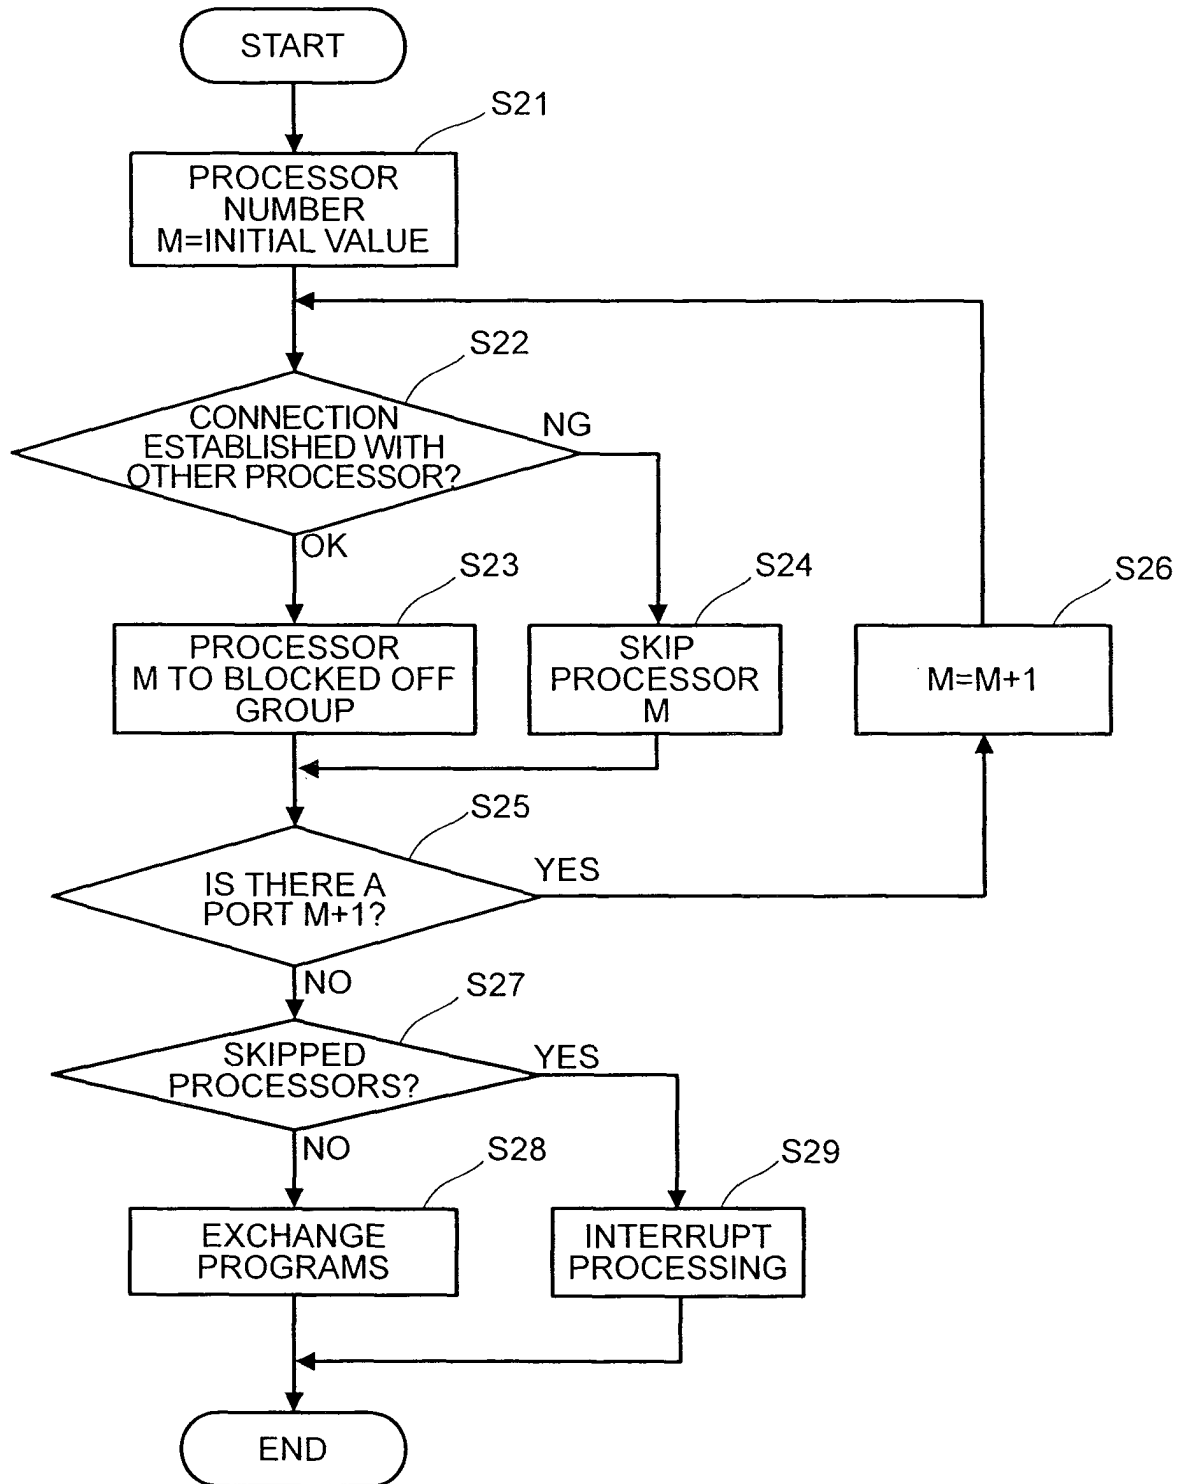 START
S21
PROCESSOR
NUMBER
M=INITIAL VALUE
S22
CONNECTION
ESTABLISHED WITH
OTHER PROCESSOR?
NG
OK
S23
PROCESSOR
M TO BLOCKED OFF
GROUP
S24
SKIP
PROCESSOR
M
S26
M=M+1
S25
IS THERE A
PORT M+1?
YES
NO
S27
SKIPPED
PROCESSORS?
YES
NO
S28
EXCHANGE
PROGRAMS
S29
INTERRUPT
PROCESSING
END